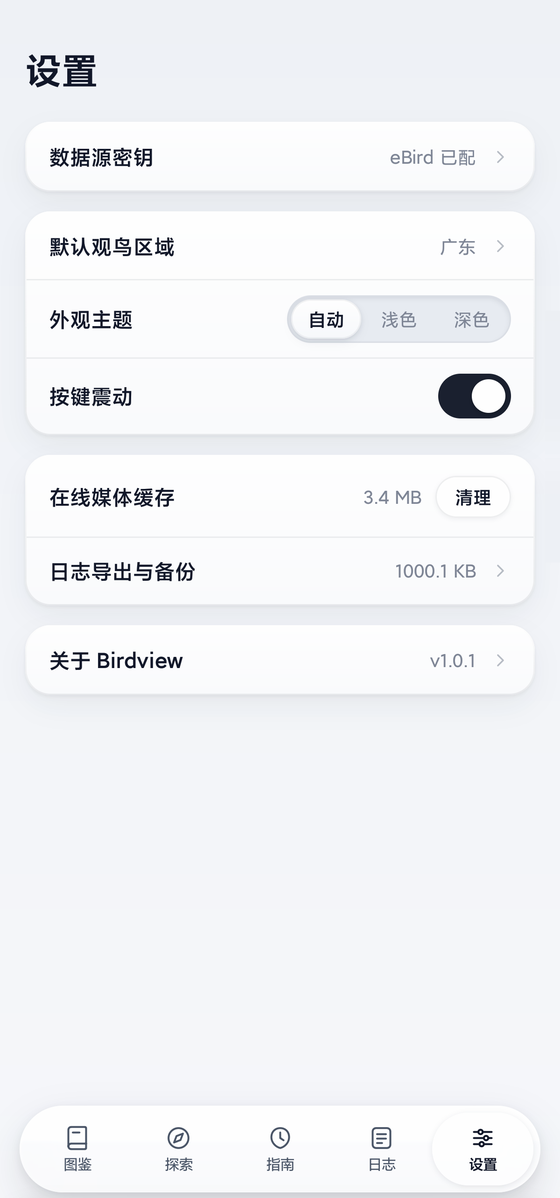 设置
数据源密钥 eBird 已配
默认观鸟区域 广东
外观主题 自动 浅色 深色
按键震动
在线媒体缓存 3.4 MB 清理
日志导出与备份 1000.1 KB
关于 Birdview v1.0.1
图鉴 探索 指南 日志 设置